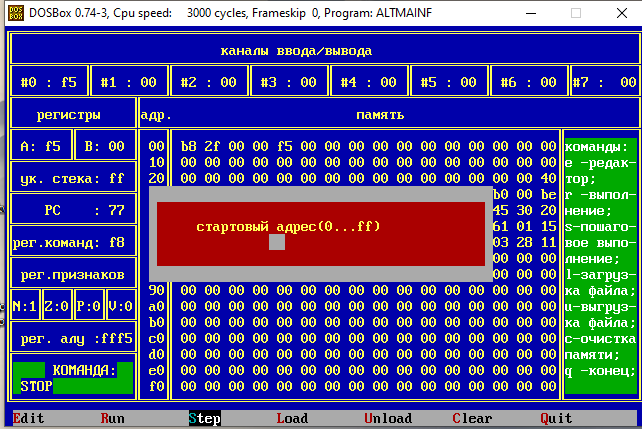 DOSBox 0.74-3, Cpu speed: 3000 cycles, Frameskip 0, Program: ALTMAINF
каналы ввода/вывода
#0 : f5 #1 : 00 #2 : 00 #3 : 00 #4 : 00 #5 : 00 #6 : 00 #7 : 00
регистры адр. память
A: f5 B: 00 00 b8 2f 00 00 f5 00 00 00 00 00 00 00 00 00 00 00 команды:
10 00 00 00 00 00 00 00 00 00 00 00 00 00 00 00 00 е -редак-
ук. стека: ff 20 00 00 00 00 00 00 00 00 00 00 00 00 00 00 00 40 тор;
b0 00 be r -выпол-
PC : 77 45 30 20 нение;
стартовый адрес(0...ff) 61 01 15 s-пошаго-
рег.команд: f8 03 28 11 вое выпо-
00 00 00 лнение;
рег.признаков 00 00 00 l-загруз-
90 00 00 00 00 00 00 00 00 00 00 00 00 00 00 00 00 ка файла;
N:1 Z:0 P:0 V:0 a0 00 00 00 00 00 00 00 00 00 00 00 00 00 00 00 00 u-выгруз-
b0 00 00 00 00 00 00 00 00 00 00 00 00 00 00 00 00 ка файла;
рег. алу :fff5 c0 00 00 00 00 00 00 00 00 00 00 00 00 00 00 00 00 с-очистка
d0 00 00 00 00 00 00 00 00 00 00 00 00 00 00 00 00 памяти;
КОМАНДА: e0 00 00 00 00 00 00 00 00 00 00 00 00 00 00 00 00 q -конец;
STOP f0 00 00 00 00 00 00 00 00 00 00 00 00 00 00 00 00
Edit Run Step Load Unload Clear Quit